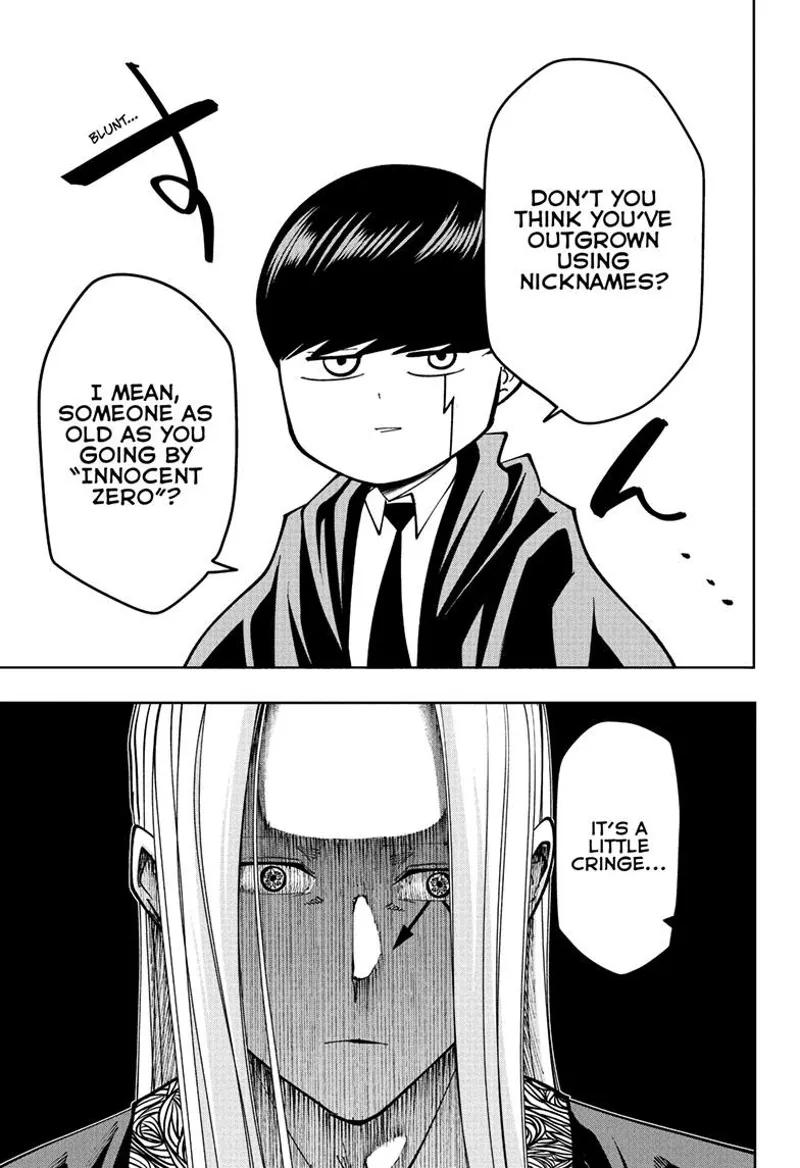 DON'T YOU
THINK YOU'VE
OUTGROWN
USING
NICKNAMES?
BLUNT...
ずん...
I MEAN,
SOMEONE AS
OLD AS YOU
GOING BY
"INNOCENT
ZERO"?
IT'S A
LITTLE
CRINGE...